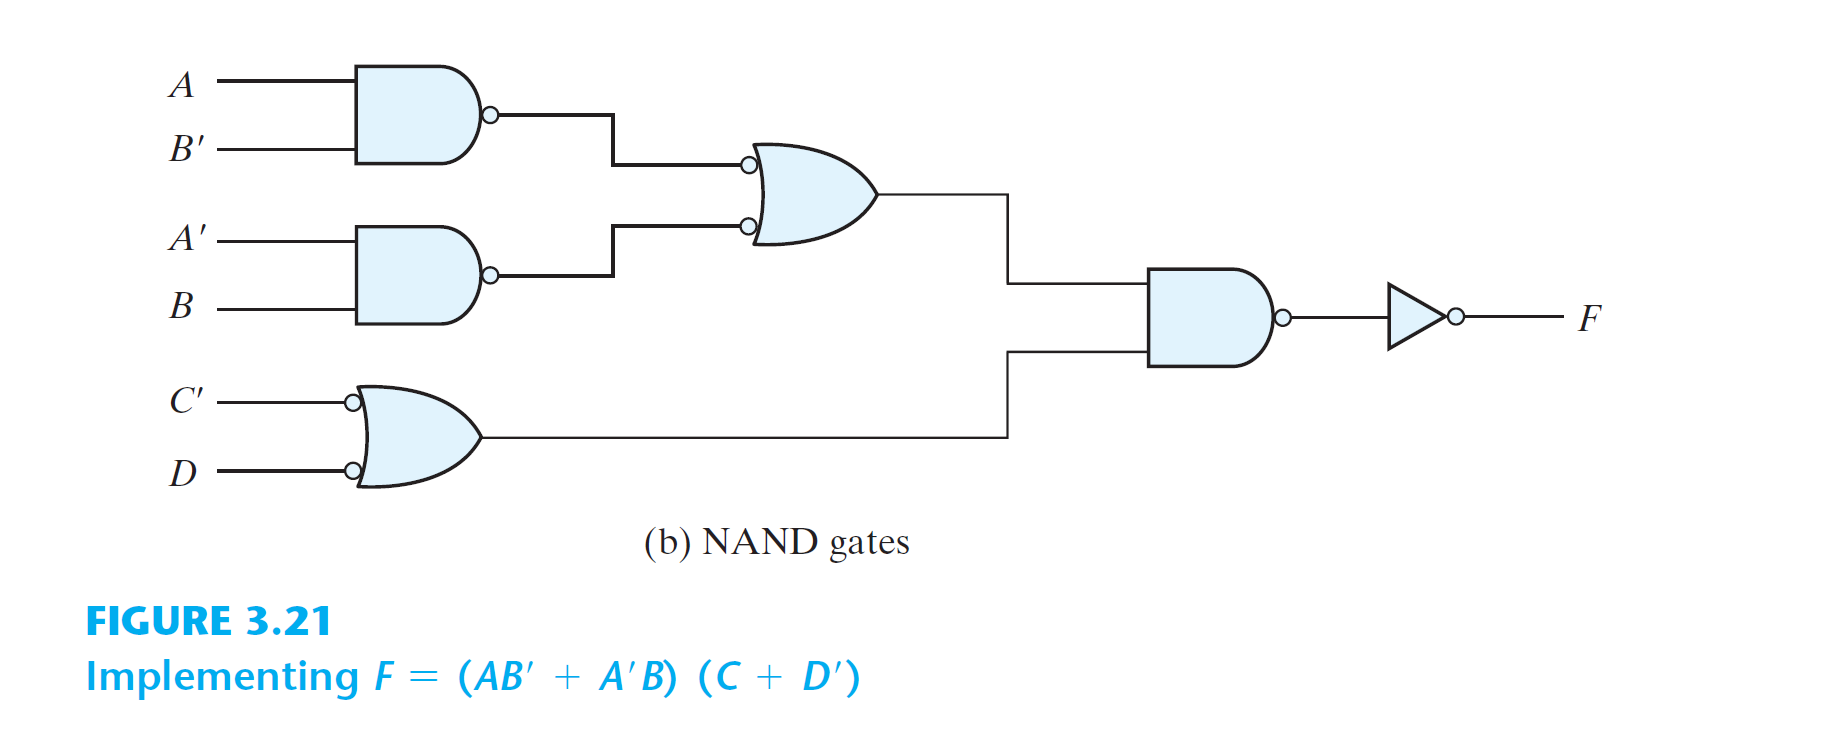 A
B′
A′
B
C′
D
F
(b) NAND gates
FIGURE 3.21
Implementing F = (AB′ + A′B) (C + D′)